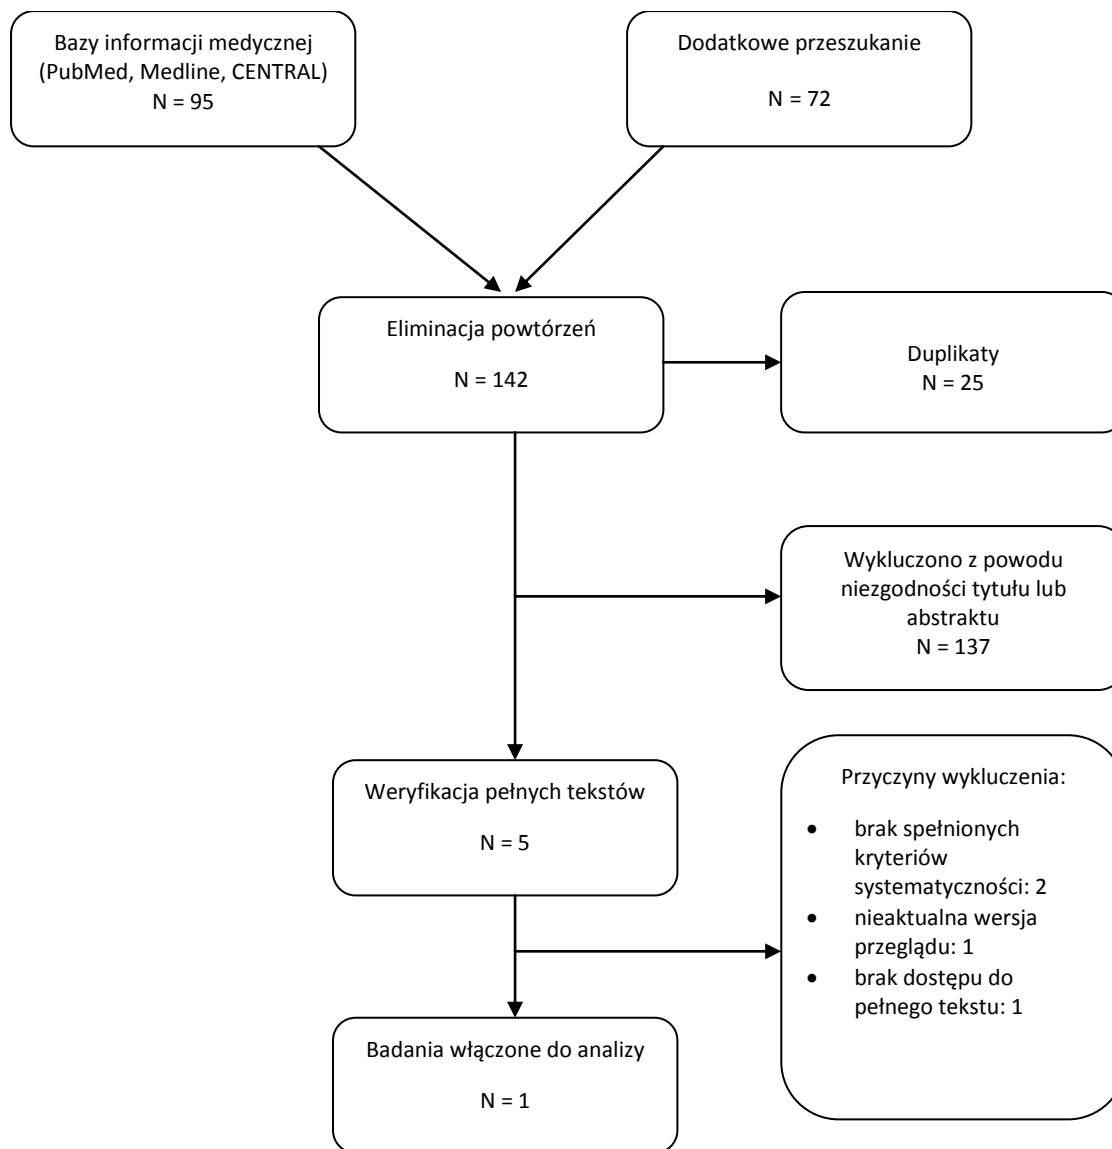 Bazy informacji medycznej
(PubMed, Medline, CENTRAL)
N = 95
Dodatkowe przeszukanie
N = 72
Eliminacja powtórzeń
N = 142
Duplikaty
N = 25
Wykluczono z powodu
niezgodności tytułu lub
abstraktu
N = 137
Weryfikacja pełnych tekstów
N = 5
Przyczyny wykluczenia:
• brak spełnionych
kryteriów
systematyczności: 2
• nieaktualna wersja
przeglądu: 1
• brak dostępu do
pełnego tekstu: 1
Badania włączone do analizy
N = 1